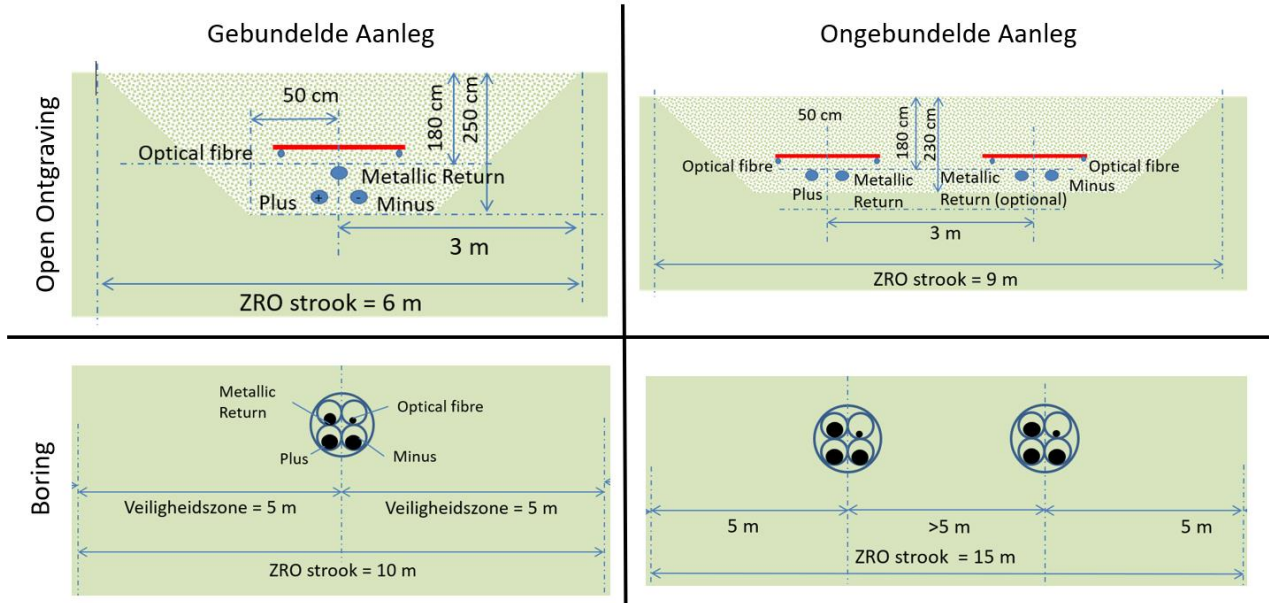 Gebundelde Aanleg
Ongebundelde Aanleg
Open Ontgraving
50 cm
180 cm
250 cm
Optical fibre
Metallic Return
Plus
+
-
Minus
3 m
ZRO strook = 6 m
50 cm
180 cm
230 cm
Optical fibre
Optical fibre
Plus
Metallic
Return
Metallic
Return (optional)
Minus
3 m
ZRO strook = 9 m
Boring
Metallic
Return
Optical fibre
Plus
Minus
Veiligheidszone = 5 m
Veiligheidszone = 5 m
ZRO strook = 10 m
5 m
>5 m
5 m
ZRO strook = 15 m